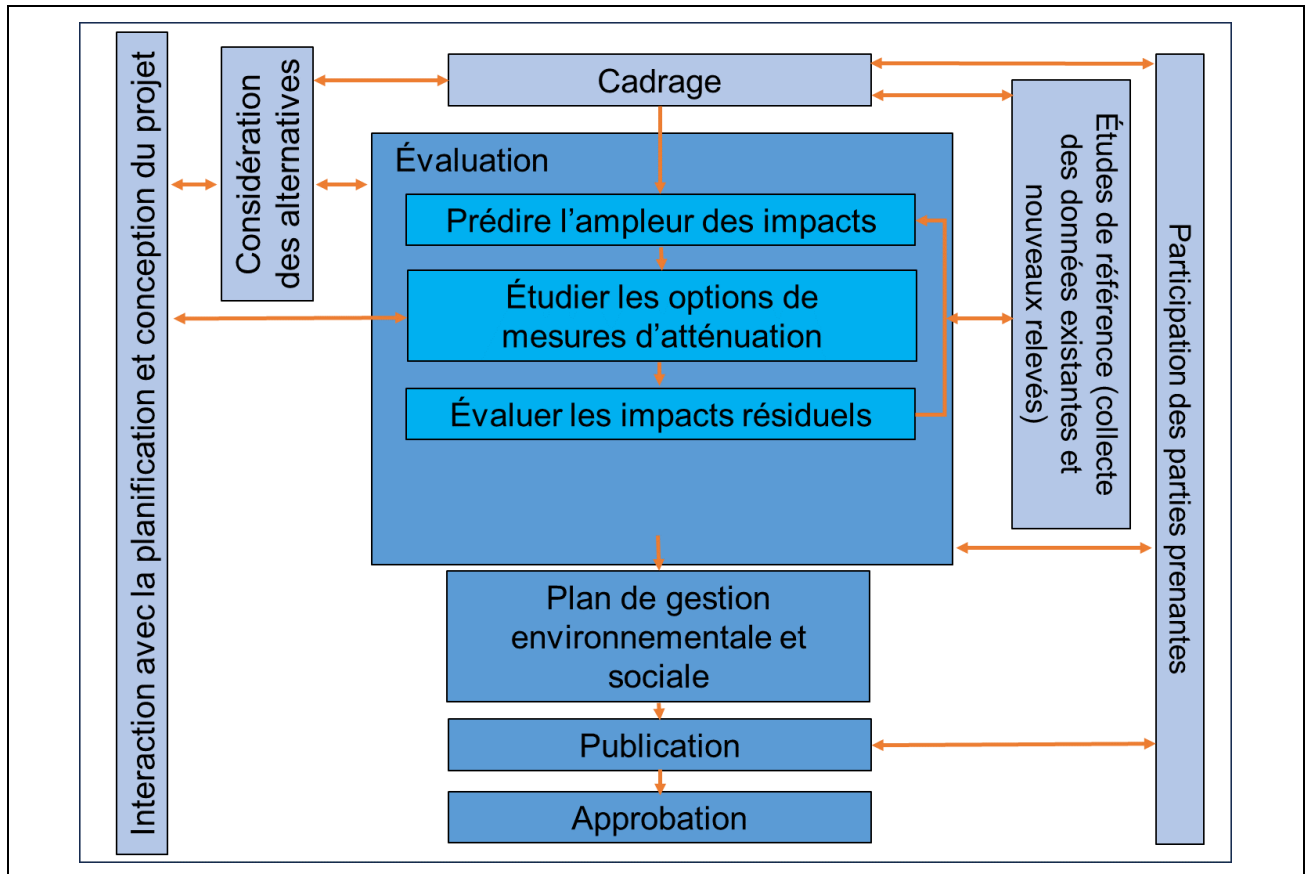 Interaction avec la planification et conception du projet
Considération
des alternatives
Cadrage
Évaluation
Prédire l’ampleur des impacts
Étudier les options de
mesures d’atténuation
Évaluer les impacts résiduels
Plan de gestion
environnementale et
sociale
Publication
Approbation
Études de référence (collecte
des données existantes et
nouveaux relevés)
Participation des parties prenantes